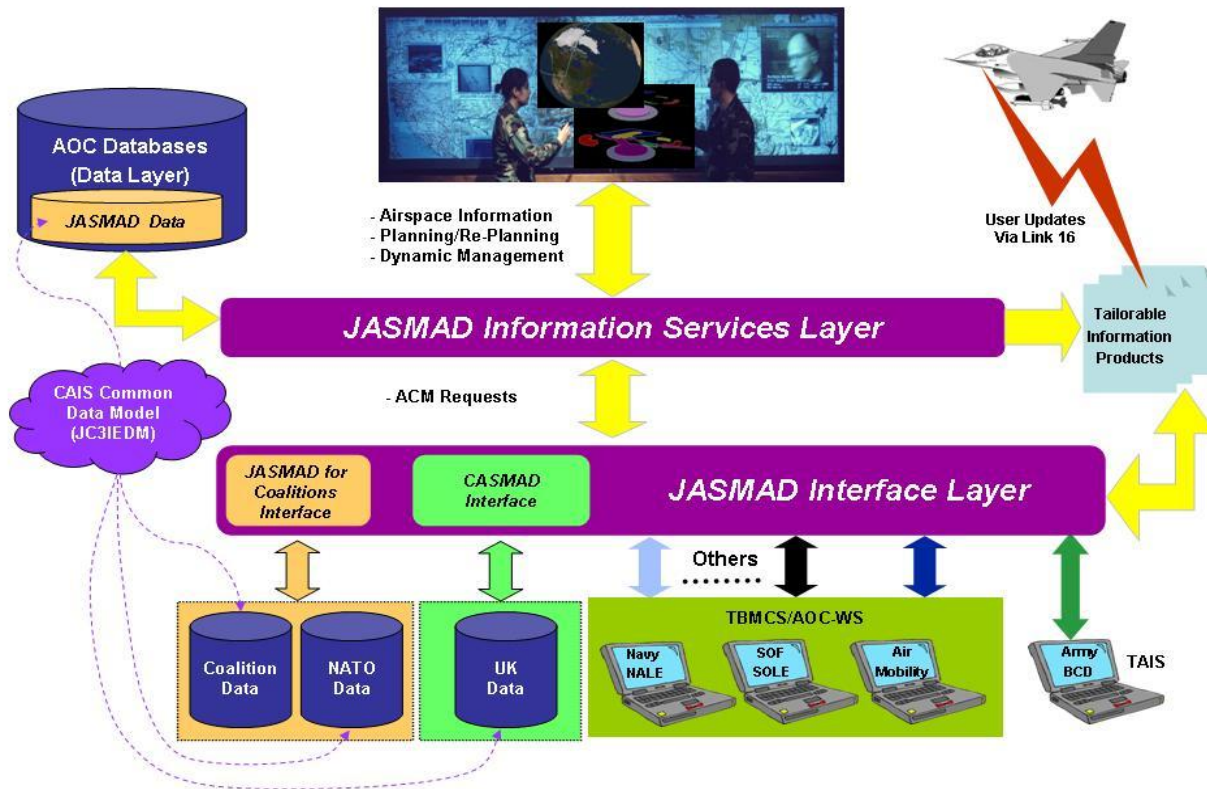 AOC Databases
(Data Layer)
JASMAD Data
- Airspace Information
- Planning/Re-Planning
- Dynamic Management
User Updates
Via Link 16
JASMAD Information Services Layer
Tailorable
Information
Products
CAIS Common
Data Model
(JC3IEDM)
- ACM Requests
JASMAD for
Coalitions
Interface
CASMAD
Interface
JASMAD Interface Layer
Others
TBMCS/AOC-WS
Coalition
Data
NATO
Data
UK
Data
Navy
NALE
SOF
SOLE
Air
Mobility
Army
BCD
TAIS